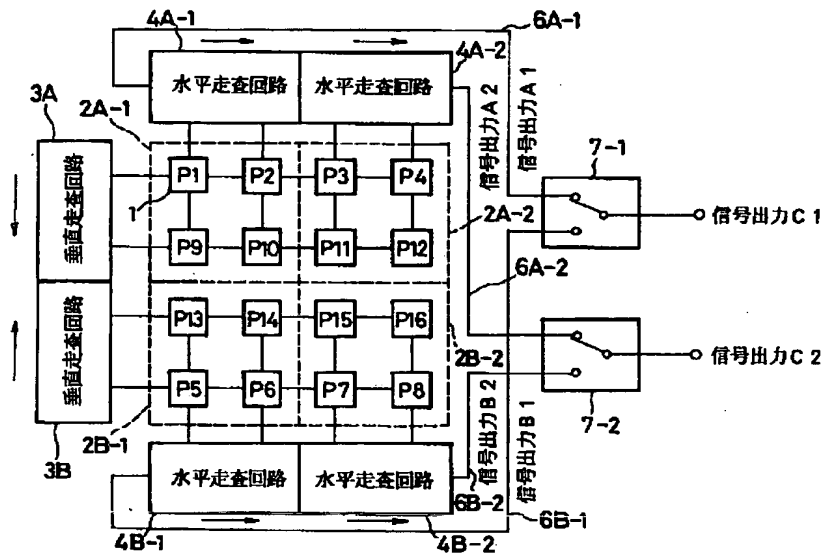 4A-1
6A-1
4A-2
水平走査回路
水平走査回路
3A
2A-1
信号出力A2
信号出力A1
7-1
垂直走査回路
P1
P2
P3
P4
1
2A-2
信号出力C1
P9
P10
P11
P12
6A-2
垂直走査回路
P13
P14
P15
P16
2B-2
信号出力C2
P5
P6
P7
P8
信号出力B2
信号出力B1
7-2
2B-1
3B
水平走査回路
水平走査回路
6B-2
6B-1
4B-1
4B-2